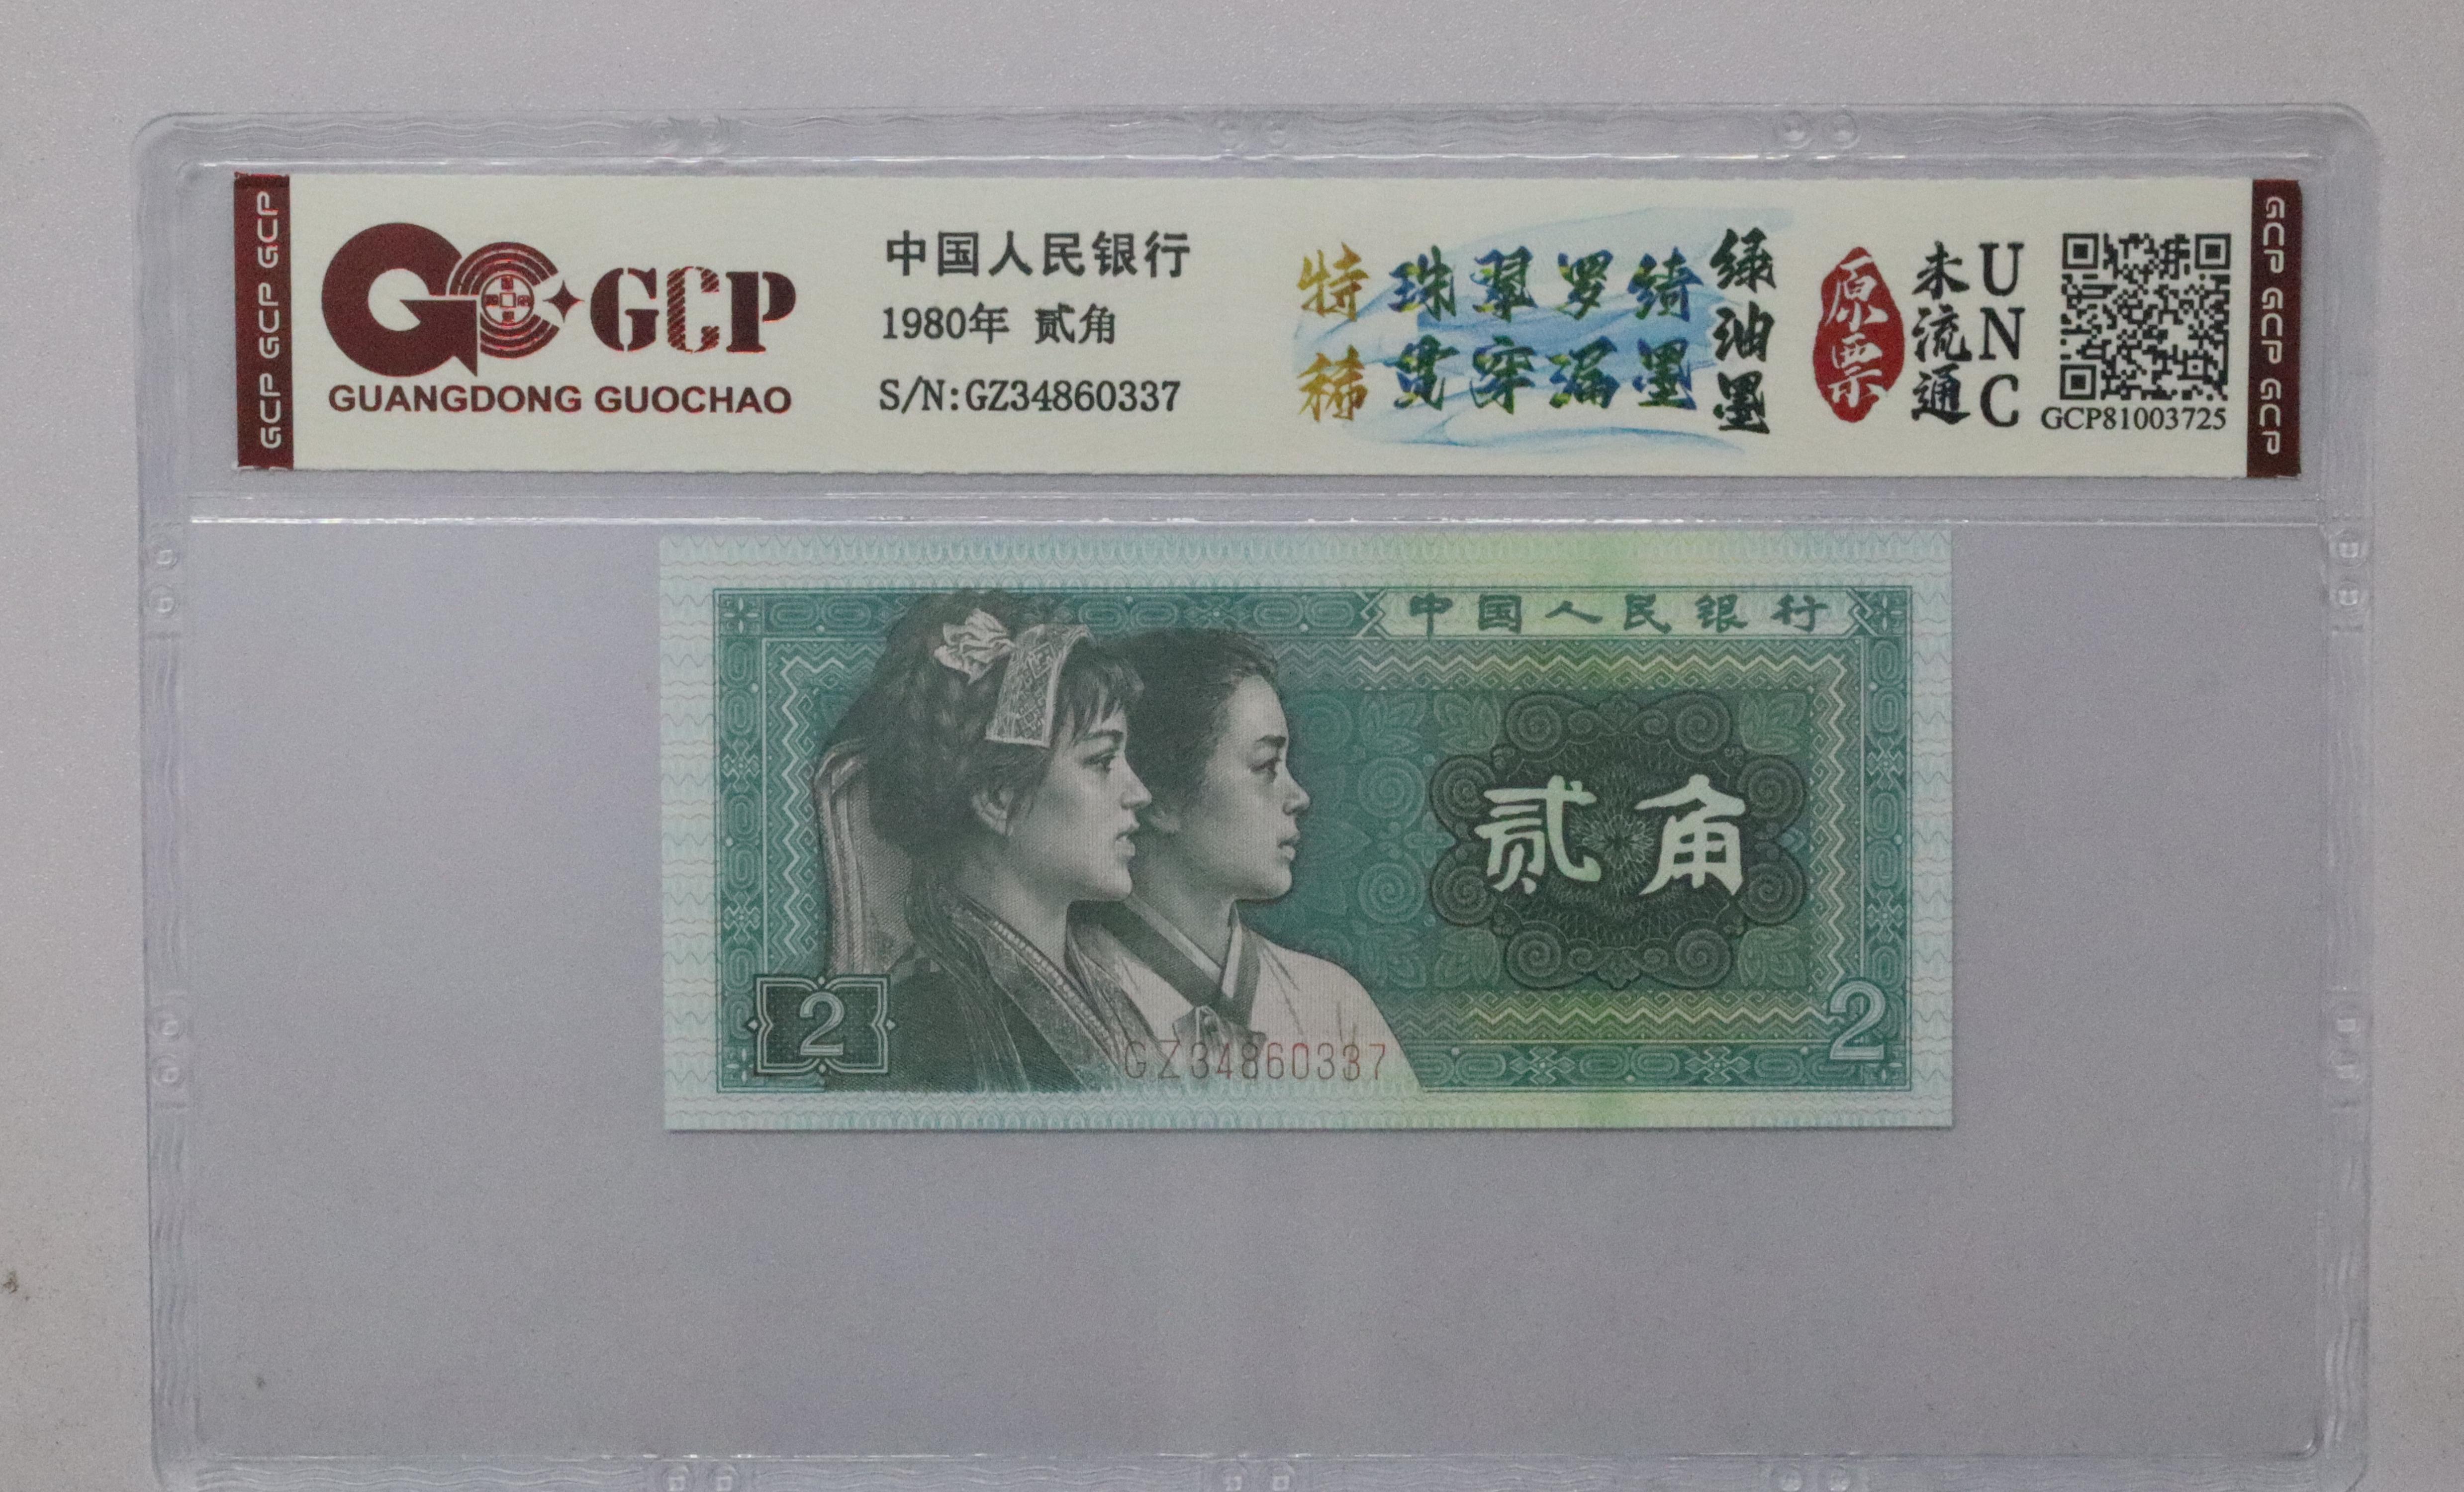 GCP GCP GCP
GCP
GUANGDONG GUOCHAO
中国人民银行
1980年 贰角
S/N:GZ34860337
特稀
珠翠罗绮
贯穿漏墨
绿油墨
原票
未流通
UNC
GCP81003725
GCP GCP GCP
中国人民银行
贰角
2
GZ34860337
2